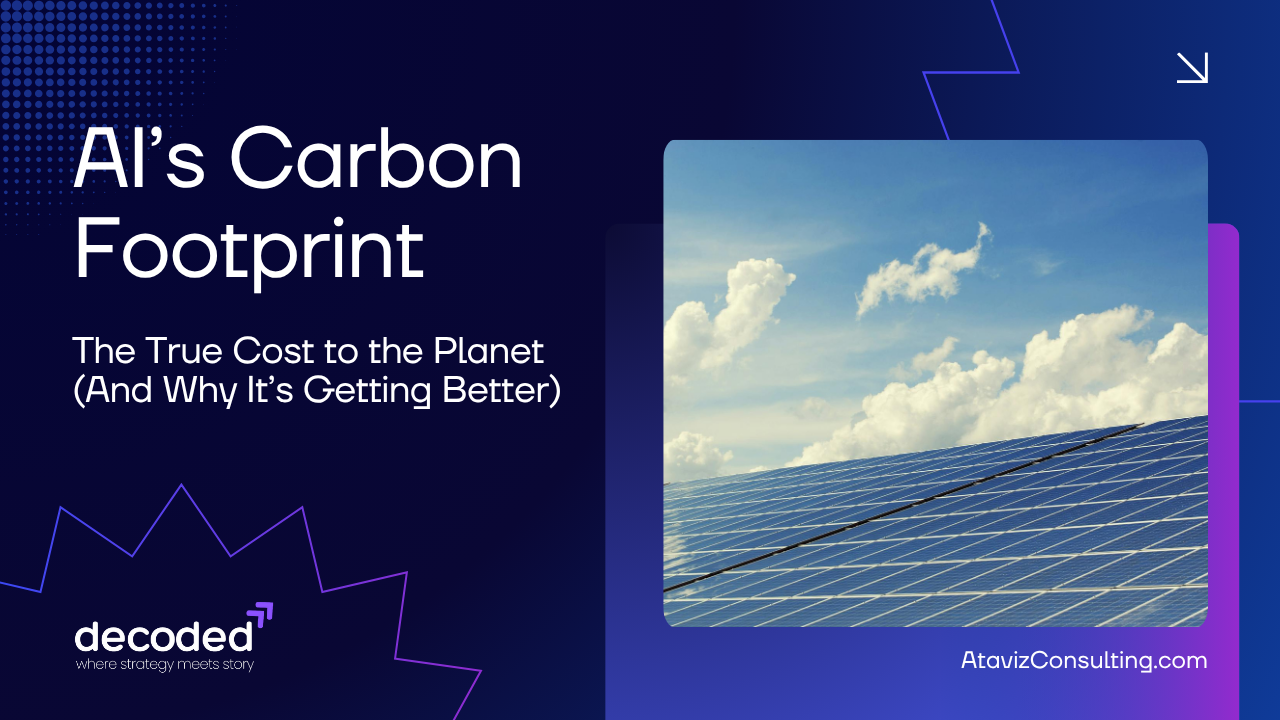 AI’s Carbon
Footprint
The True Cost to the Planet
(And Why It’s Getting Better)
decoded
where strategy meets story
AtavizConsulting.com